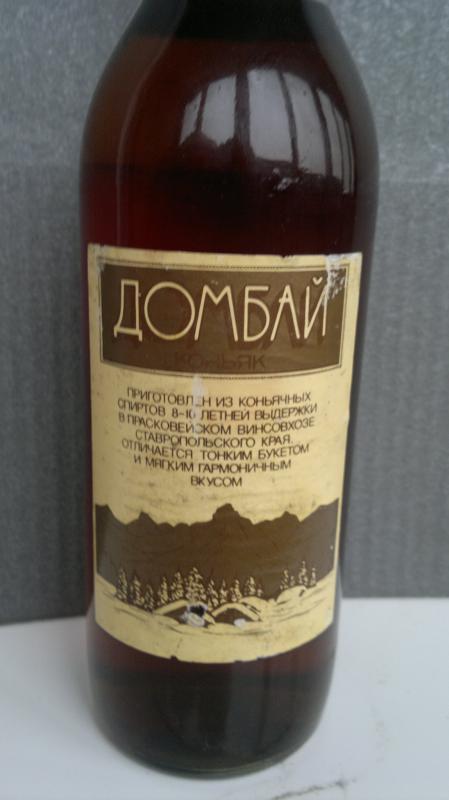 ДОМБАЙ
КОНЬЯК
ПРИГОТОВЛЕН ИЗ КОНЬЯЧНЫХ
СПИРТОВ 8-10 ЛЕТНЕЙ ВЫДЕРЖКИ
В ПРАСКОВЕЙСКОМ ВИНСОВХОЗЕ
СТАВРОПОЛЬСКОГО КРАЯ.
ОТЛИЧАЕТСЯ ТОНКИМ БУКЕТОМ
И МЯГКИМ ГАРМОНИЧНЫМ
ВКУСОМ